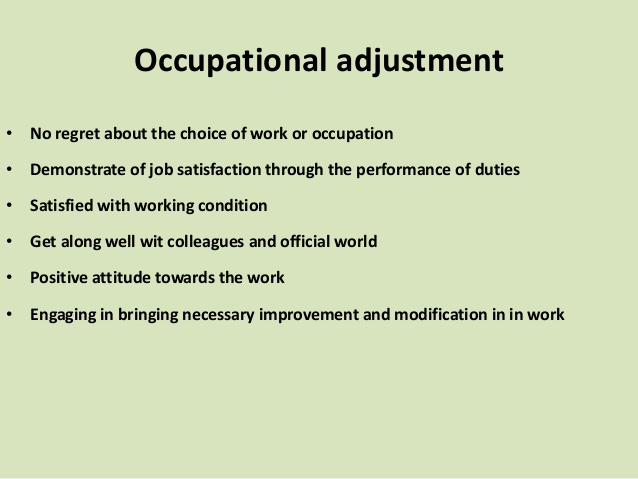 Occupational adjustment
• No regret about the choice of work or occupation
• Demonstrate of job satisfaction through the performance of duties
• Satisfied with working condition
• Get along well wit colleagues and official world
• Positive attitude towards the work
• Engaging in bringing necessary improvement and modification in in work